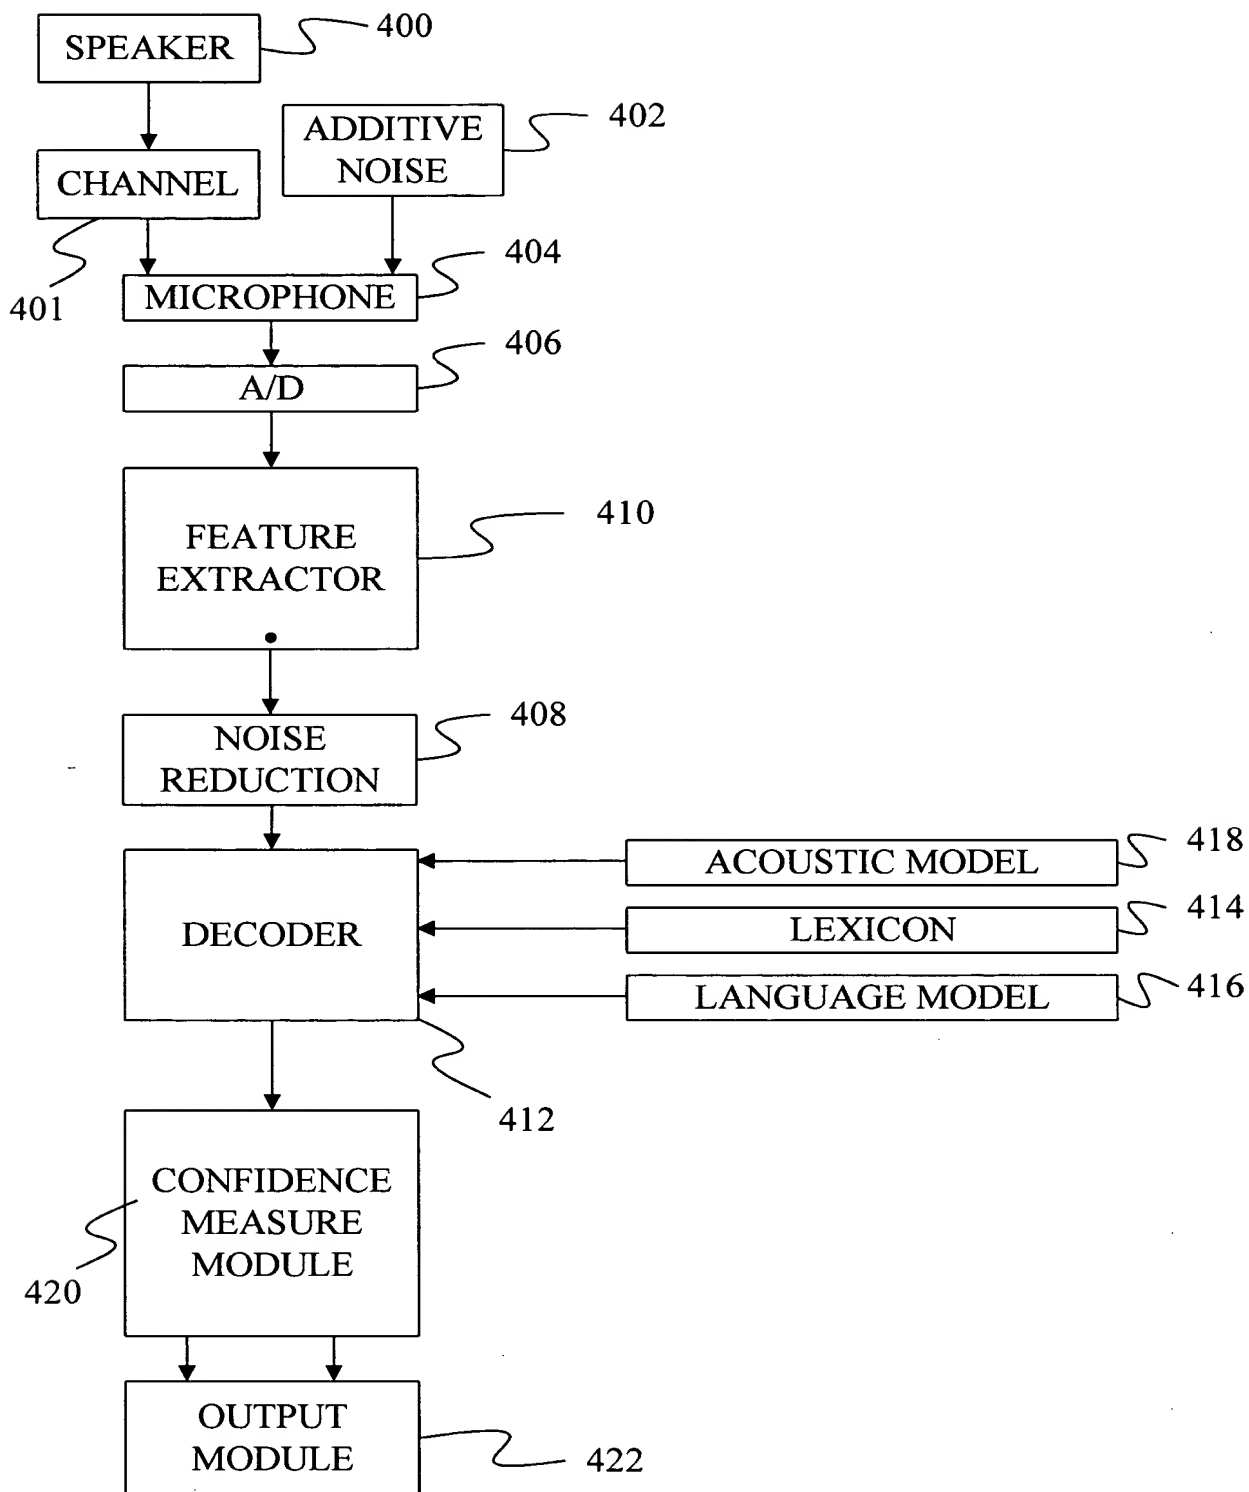 SPEAKER
400
ADDITIVE
NOISE
402
CHANNEL
401
MICROPHONE
404
A/D
406
FEATURE
EXTRACTOR
410
NOISE
REDUCTION
408
DECODER
412
ACOUSTIC MODEL
418
LEXICON
414
LANGUAGE MODEL
416
CONFIDENCE
MEASURE
MODULE
420
OUTPUT
MODULE
422